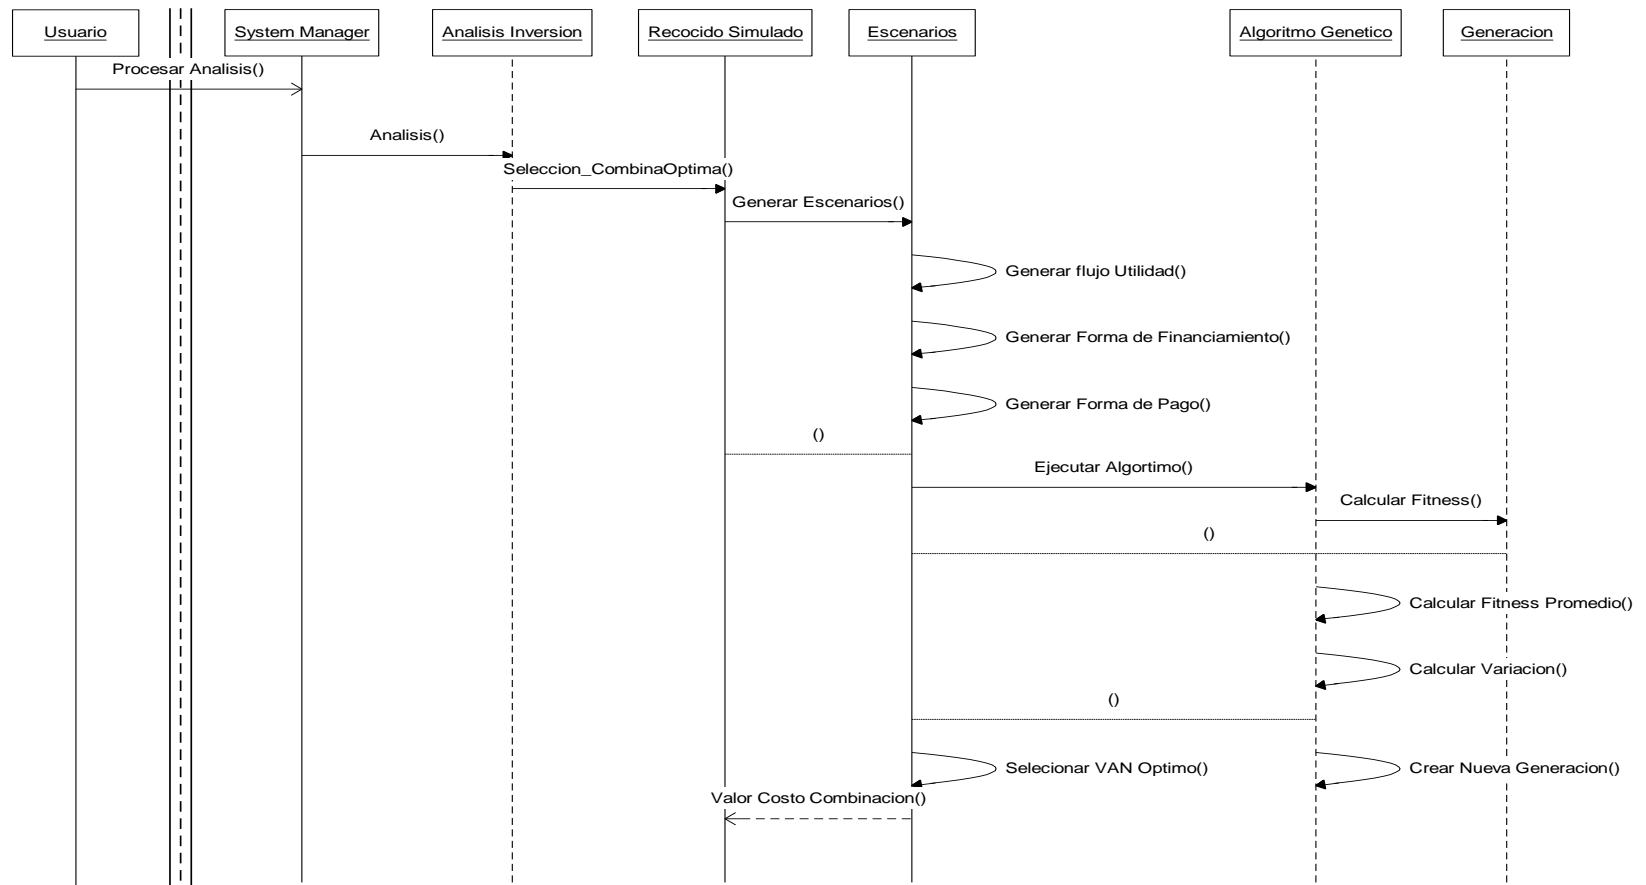 Usuario
System Manager
Analisis Inversion
Recocido Simulado
Escenarios
Algoritmo Genetico
Generacion
Procesar Analisis()
Analisis()
Seleccion_CombinaOptima()
Generar Escenarios()
Generar flujo Utilidad()
Generar Forma de Financiamiento()
Generar Forma de Pago()
()
Ejecutar Algortimo()
Calcular Fitness()
()
Calcular Fitness Promedio()
Calcular Variacion()
()
Selecionar VAN Optimo()
Crear Nueva Generacion()
Valor Costo Combinacion()